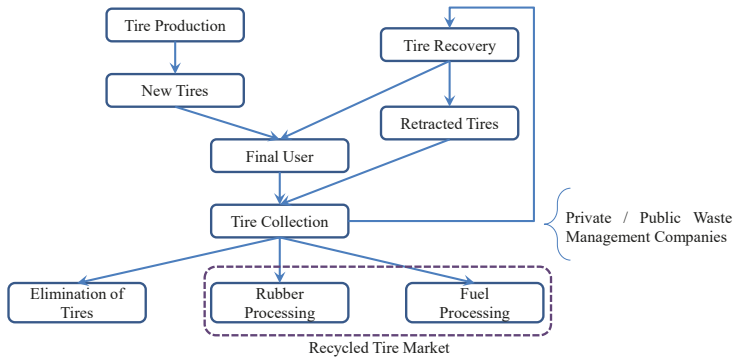 Tire Production
Tire Recovery
New Tires
Retracted Tires
Final User
Tire Collection
Private / Public Waste
Management Companies
Elimination of
Tires
Rubber
Processing
Fuel
Processing
Recycled Tire Market